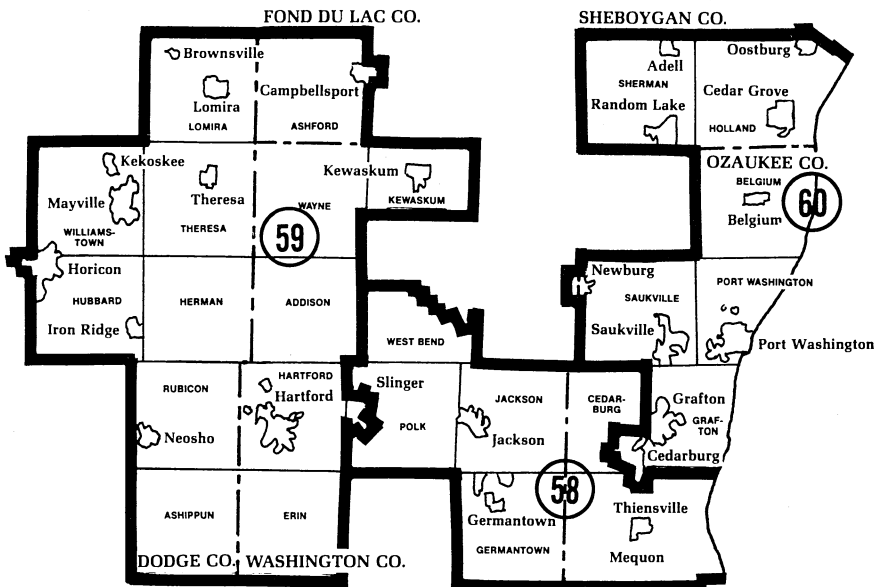 FOND DU LAC CO.
SHEBOYGAN CO.
Brownsville
Oostburg
Adell
Campbellsport
SHERMAN
Cedar Grove
Lomira
Random Lake
LOMIRA
ASHFORD
HOLLAND
Kekoskee
OZAUKEE CO.
Kewaskum
BELGIUM
Mayville
Theresa
WAYNE
KEWASKUM
60
Belgium
WILLIAMS-
TOWN
THERESA
59
Horicon
Newburg
PORT WASHINGTON
HUBBARD
HERMAN
ADDISON
SAUKVILLE
Iron Ridge
Saukville
WEST BEND
Port Washington
HARTFORD
Slinger
RUBICON
Hartford
JACKSON
CEDAR-
BURG
Grafton
POLK
GRAF-
TON
Neosho
Jackson
Cedarburg
58
ASHIPPUN
ERIN
Germantown
Thiensville
GERMANTOWN
Mequon
DODGE CO.
WASHINGTON CO.